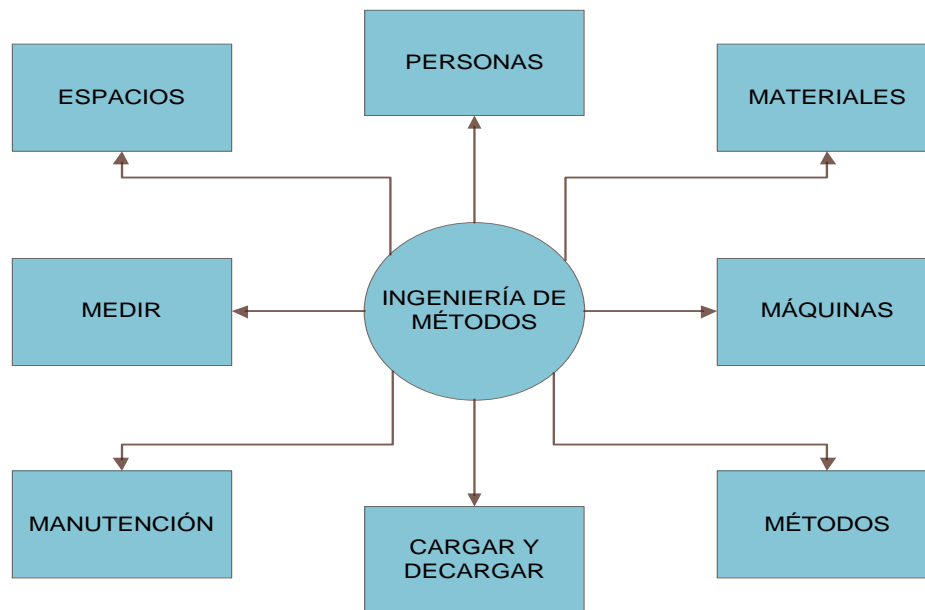 PERSONAS
ESPACIOS
MATERIALES
INGENIERÍA DE
MÉTODOS
MEDIR
MÁQUINAS
MANUTENCIÓN
CARGAR Y
DECARGAR
MÉTODOS